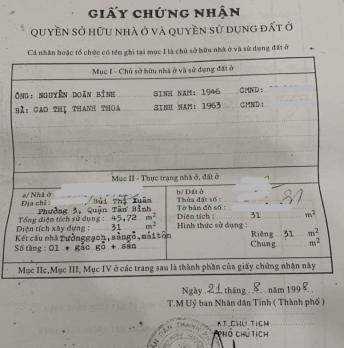 GIẤY CHỨNG NHẬN
QUYỀN SỞ HỮU NHÀ Ở VÀ QUYỀN SỬ DỤNG ĐẤT Ở
Cá nhân hoặc tổ chức có tên ghi tại mục I là chủ sở hữu nhà ở và sử dụng đất ở
Mục I - Chủ sở hữu nhà ở và sử dụng đất ở
ÔNG: NGUYỄN DOÃN BÌNH SINH NĂM: 1946 CMND:
BÀ: CAO THỊ THANH THOA SINH NĂM: 1963 CMND:
Mục II - Thực trạng nhà ở, đất ở
a/ Nhà ở
Địa chỉ: Bùi Thị Xuân
Phường 3, Quận Tân Bình
Tổng diện tích sử dụng: 45,72 m2
Diện tích xây dựng: 31 m2
Kết cấu nhà Tường gạch, sàn gỗ, mái tôn
Số tầng: 01 + gác gỗ + sân
b/ Đất ở
Thửa đất số:
Tờ bản đồ số:
Diện tích: 31 m2
Hình thức sử dụng:
Riêng 31 m2
Chung m2
Mục IIc, Mục III, Mục IV ở các trang sau là thành phần của giấy chứng nhận này
Ngày 21 tháng 8 năm 1998
T.M Uỷ ban Nhân dân Tỉnh (Thành phố)
KT. CHỦ TỊCH
PHÓ CHỦ TỊCH